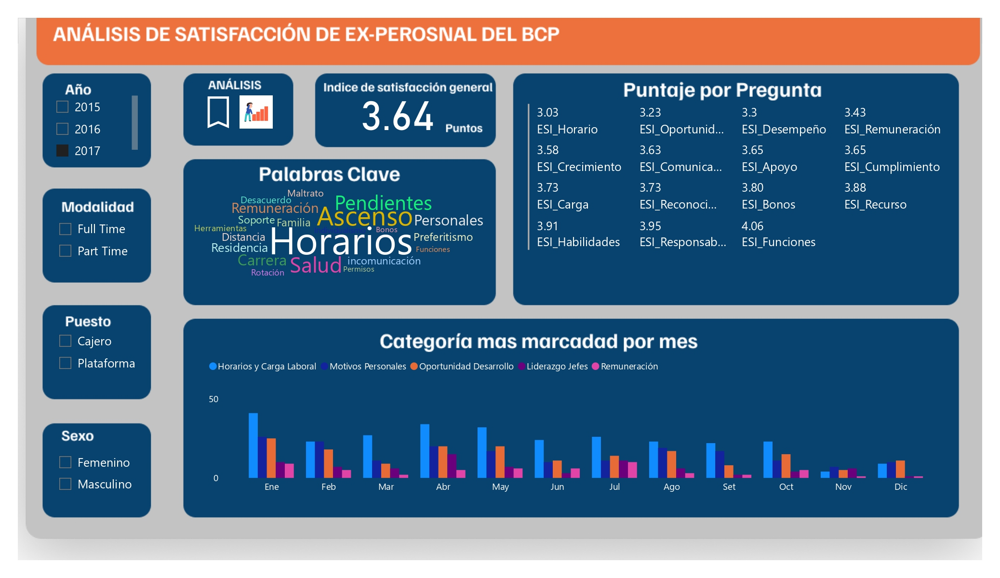 ANÁLISIS DE SATISFACCIÓN DE EX-PEROSNAL DEL BCP
Año
2015
2016
2017
Modalidad
Full Time
Part Time
Puesto
Cajero
Plataforma
Sexo
Femenino
Masculino
ANÁLISIS
Indice de satisfacción general
3.64 Puntos
Palabras Clave
Maltrato
Desacuerdo
Pendientes
Remuneración
Ascenso
Personales
Soporte
Familia
Herramientas
Individualismo
Bonos
Distancia
Horarios
Preferitismo
Residencia
Funciones
Carrera
Salud
incomunicación
Permisos
Rotación
Puntaje por Pregunta
3.03 3.23 3.3 3.43
ESI_Horario ESI_Oportunid... ESI_Desempeño ESI_Remuneración
3.58 3.63 3.65 3.65
ESI_Crecimiento ESI_Comunica... ESI_Apoyo ESI_Cumplimiento
3.73 3.73 3.80 3.88
ESI_Carga ESI_Reconoci... ESI_Bonos ESI_Recurso
3.91 3.95 4.06
ESI_Habilidades ESI_Responsab... ESI_Funciones
Categoría mas marcadad por mes
Horarios y Carga Laboral Motivos Personales Oportunidad Desarrollo Liderazgo Jefes Remuneración
50
0
Ene Feb Mar Abr May Jun Jul Ago Set Oct Nov Dic